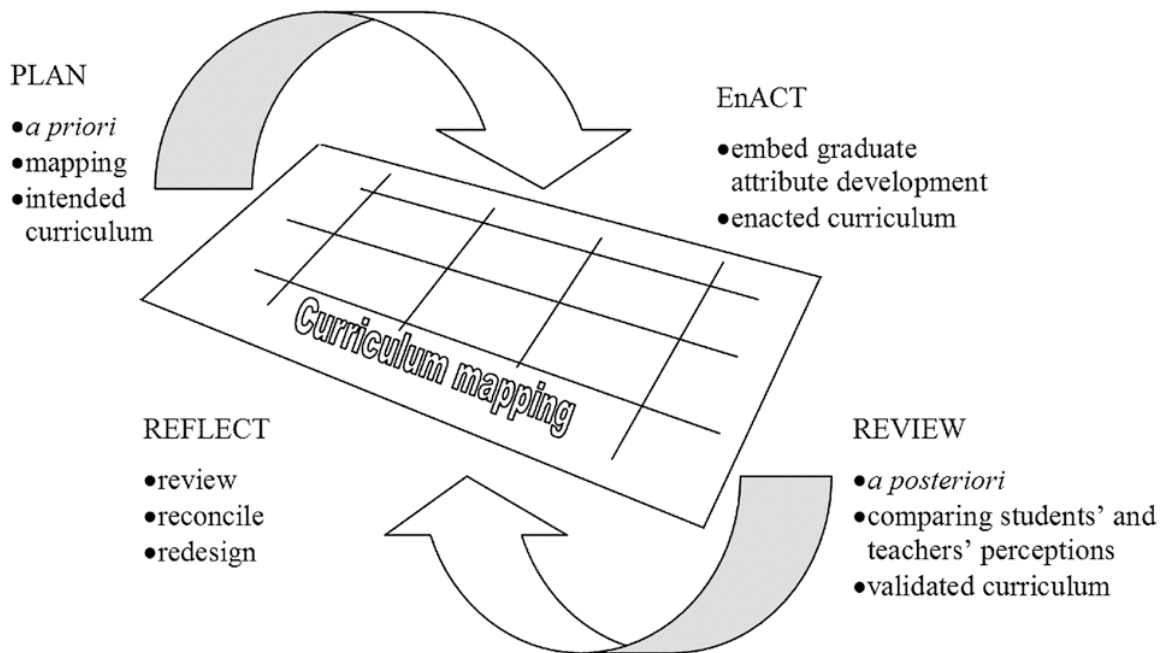 PLAN
•a priori
•mapping
•intended
curriculum
EnACT
•embed graduate
attribute development
•enacted curriculum
Curriculum mapping
REFLECT
•review
•reconcile
•redesign
REVIEW
•a posteriori
•comparing students’ and
teachers’ perceptions
•validated curriculum